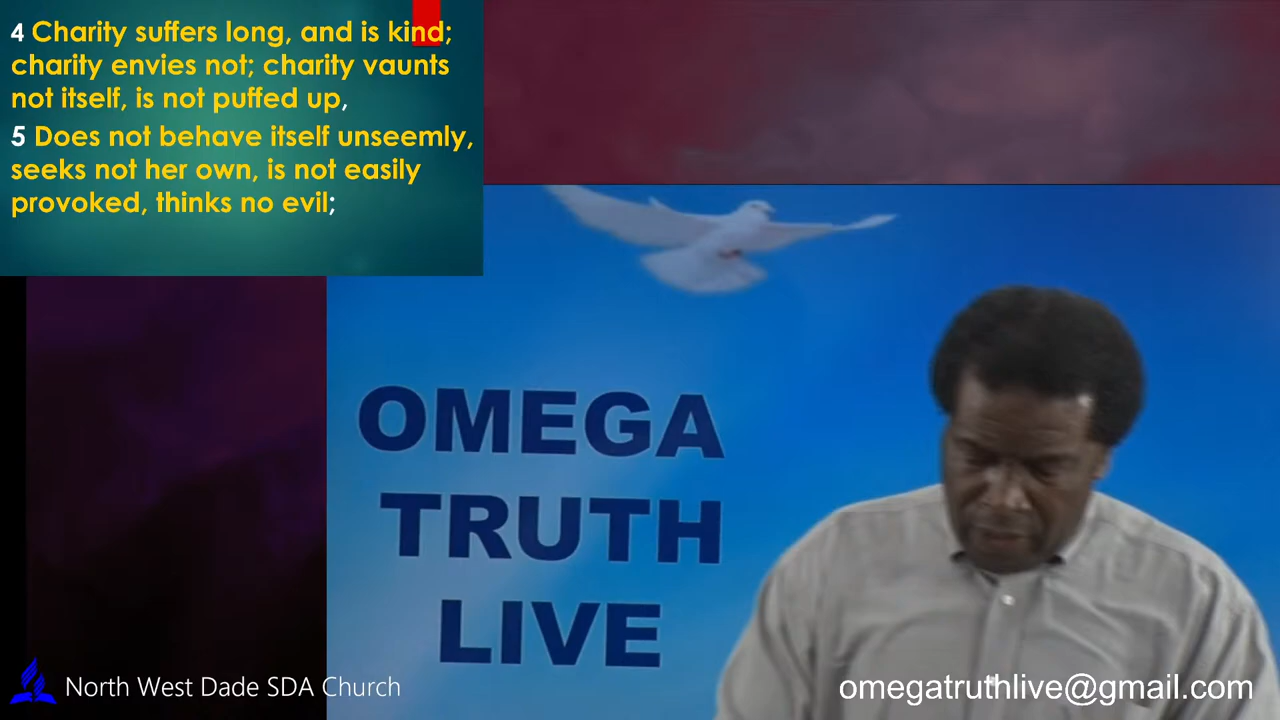 4 Charity suffers long, and is kind;
charity envies not; charity vaunts
not itself, is not puffed up,
5 Does not behave itself unseemly,
seeks not her own, is not easily
provoked, thinks no evil;
OMEGA
TRUTH
LIVE
North West Dade SDA Church
omegatruthlive@gmail.com